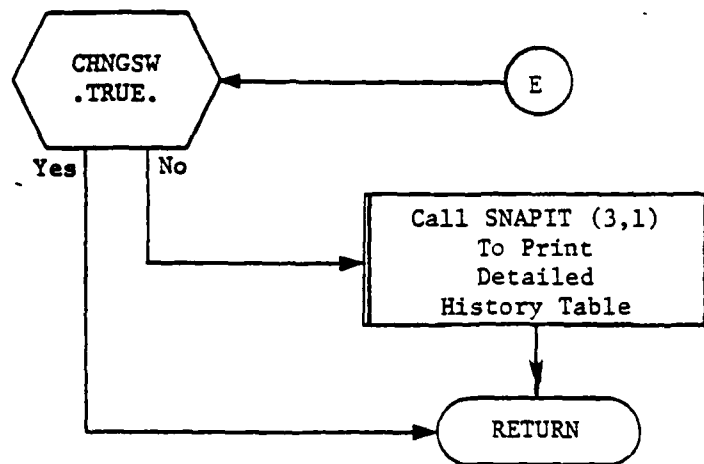 CHNGSW
.TRUE.
E
Yes
No
Call SNAPIT (3,1)
To Print
Detailed
History Table
RETURN